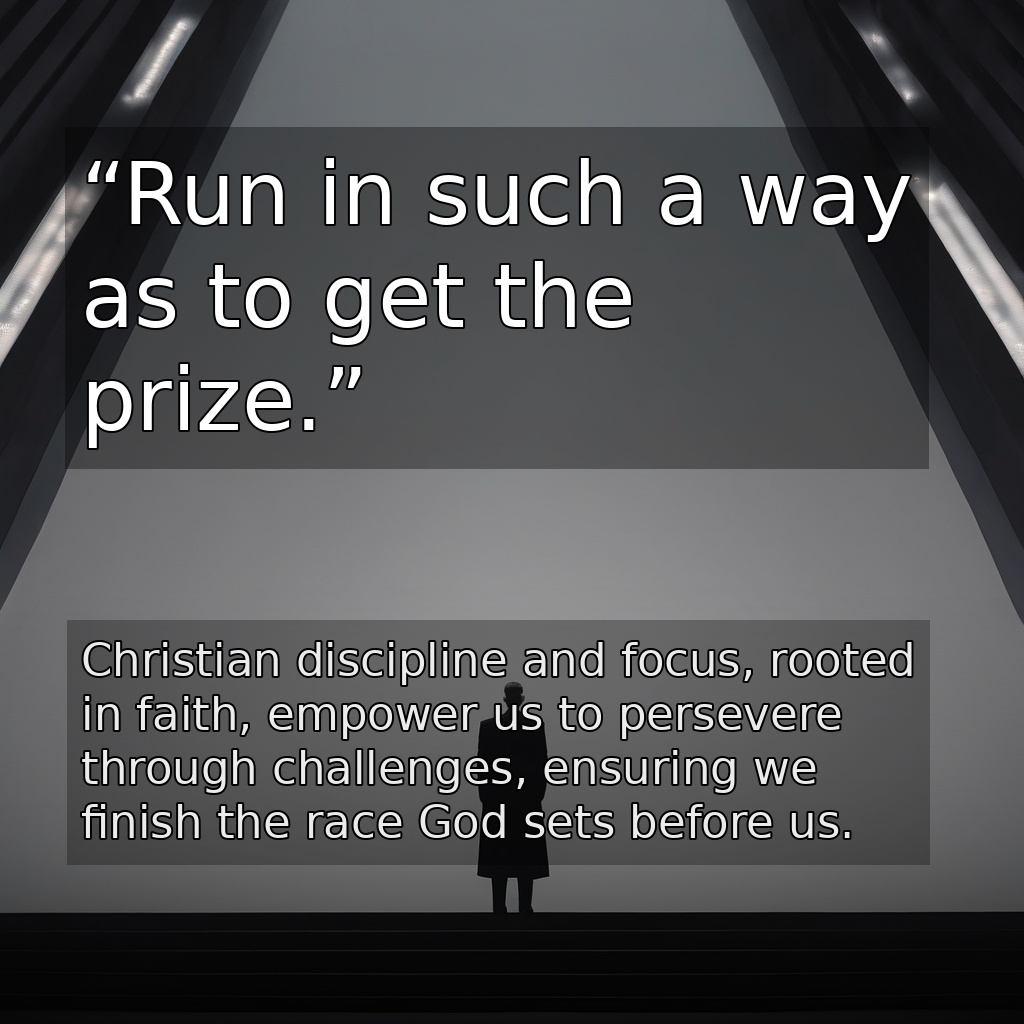 “Run in such a way
as to get the
prize.”
Christian discipline and focus, rooted
in faith, empower us to persevere
through challenges, ensuring we
finish the race God sets before us.